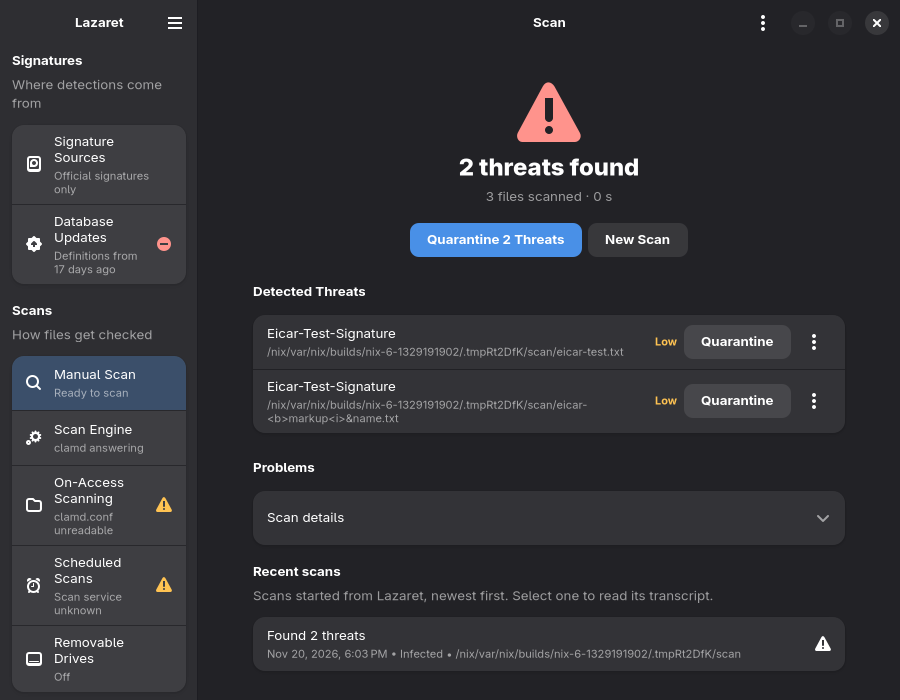 Lazaret
Signatures
Where detections come
from
Signature
Sources
Official signatures
only
Database
Updates
Definitions from
17 days ago
Scans
How files get checked
Manual Scan
Ready to scan
Scan Engine
clamd answering
On-Access
Scanning
clamd.conf
unreadable
Scheduled
Scans
Scan service
unknown
Removable
Drives
Off
Scan
2 threats found
3 files scanned · 0 s
Quarantine 2 Threats
New Scan
Detected Threats
Eicar-Test-Signature
/nix/var/nix/builds/nix-6-1329191902/.tmpRt2DfK/scan/eicar-test.txt
Low
Quarantine
Eicar-Test-Signature
/nix/var/nix/builds/nix-6-1329191902/.tmpRt2DfK/scan/eicar-
<b>markup<i>&name.txt
Low
Quarantine
Problems
Scan details
Recent scans
Scans started from Lazaret, newest first. Select one to read its transcript.
Found 2 threats
Nov 20, 2026, 6:03 PM • Infected • /nix/var/nix/builds/nix-6-1329191902/.tmpRt2DfK/scan